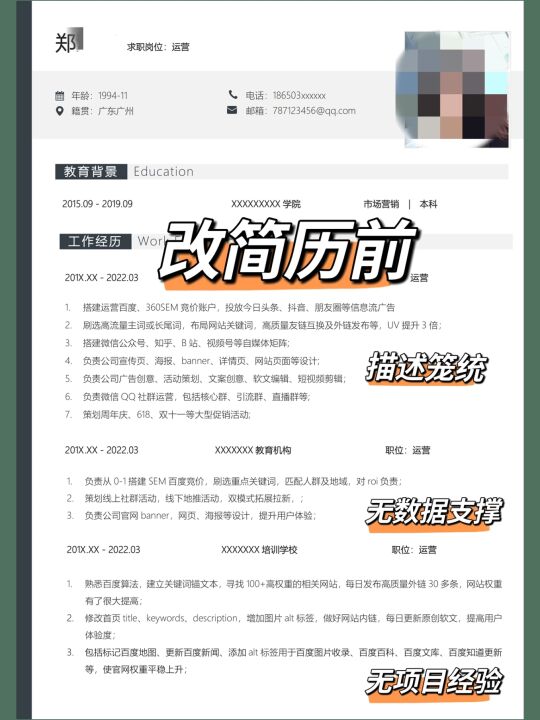 郑
求职岗位：运营
年龄：1994-11
电话：186503xxxxxx
籍贯：广东广州
邮箱：787123456@qq.com
教育背景 Education
2015.09 - 2019.09 XXXXXXXXX 学院 市场营销 | 本科
改简历前
工作经历 Work
201X.XX - 2022.03 运营
1. 搭建运营百度、360SEM 竞价账户，投放今日头条、抖音、朋友圈等信息流广告
2. 刷选高流量主词或长尾词，布局网站关键词，高质量友链互换及外链发布等，UV 提升 3 倍；
3. 搭建微信公众号、知乎、B 站、视频号等自媒体矩阵；
4. 负责公司宣传页、海报、banner、详情页、网站页面等设计；
5. 负责公司广告创意、活动策划、文案创意、软文编辑、短视频剪辑；
描述笼统
6. 负责微信 QQ 社群运营，包括核心群、引流群、直播群等；
7. 策划周年庆、618、双十一等大型促销活动;
201X.XX - 2022.03 XXXXXXX 教育机构 职位：运营
1. 负责从 0-1 搭建 SEM 百度竞价，刷选重点关键词，匹配人群及地域，对 roi 负责；
2. 策划线上社群活动，线下地推活动，双模式拓展拉新，；
3. 负责公司官网 banner，网页、海报等设计，提升用户体验；
无数据支撑
201X.XX - 2022.03 XXXXXXX 培训学校 职位：运营
1. 熟悉百度算法，建立关键词锚文本，寻找 100+高权重的相关网站，每日发布高质量外链 30 多条，网站权重
有了很大提高；
2. 修改首页 title、keywords、description，增加图片 alt 标签，做好网站内链，每日更新原创软文，提高用户
体验度；
3. 包括标记百度地图、更新百度新闻、添加 alt 标签用于百度图片收录、百度百科、百度文库、百度知道更新
等，使官网权重平稳上升；
无项目经验